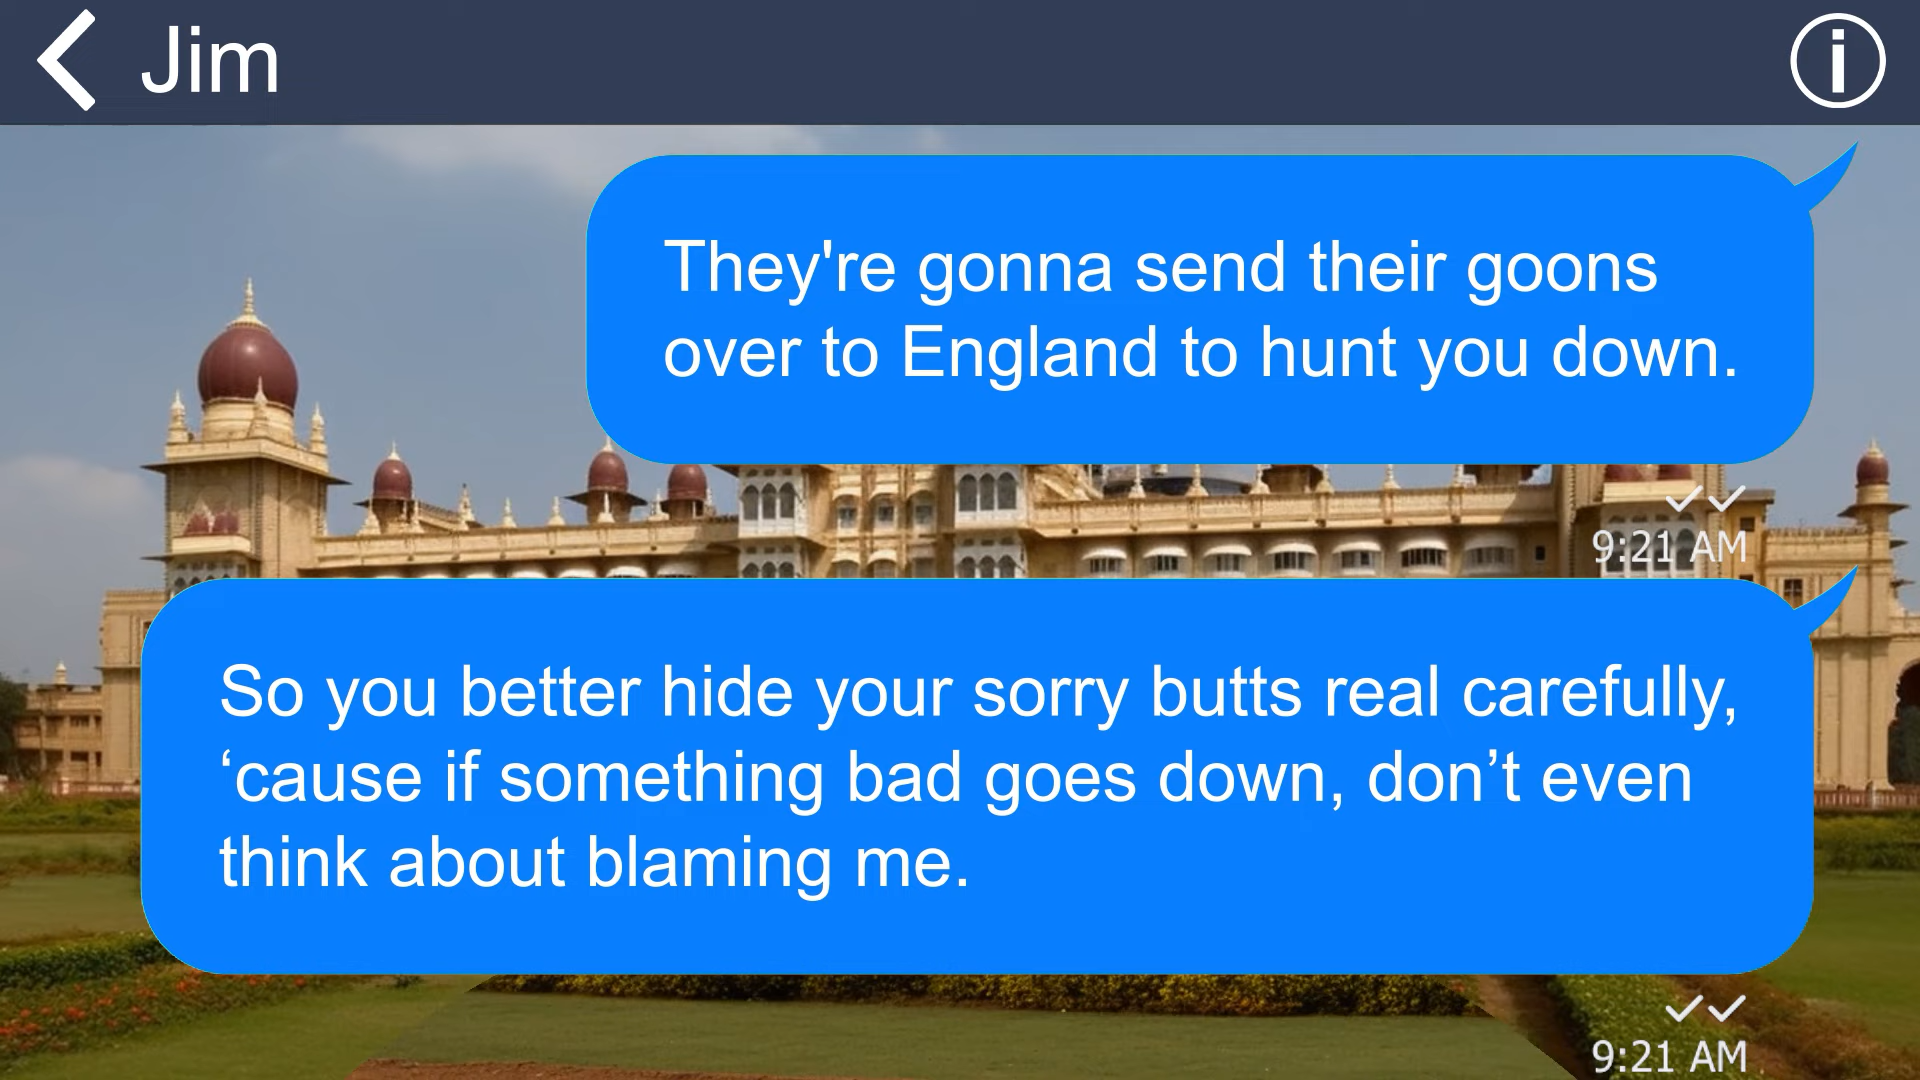 Jim
They're gonna send their goons
over to England to hunt you down.
9:21 AM
So you better hide your sorry butts real carefully,
‘cause if something bad goes down, don’t even
think about blaming me.
9:21 AM